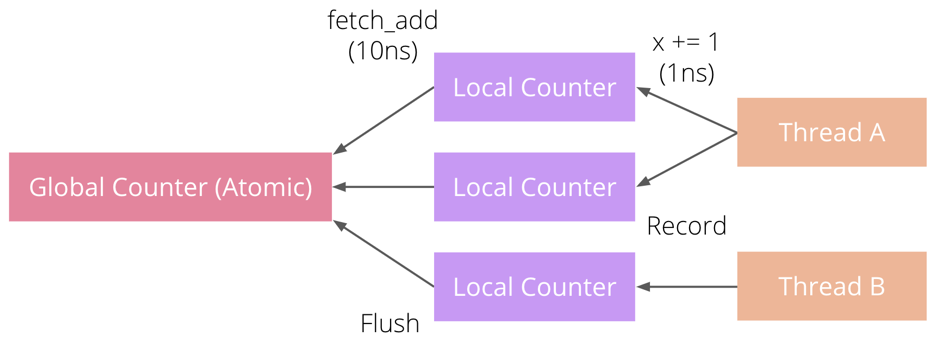 fetch_add
(10ns)
x += 1
(1ns)
Local Counter
Thread A
Global Counter (Atomic)
Local Counter
Record
Local Counter
Thread B
Flush